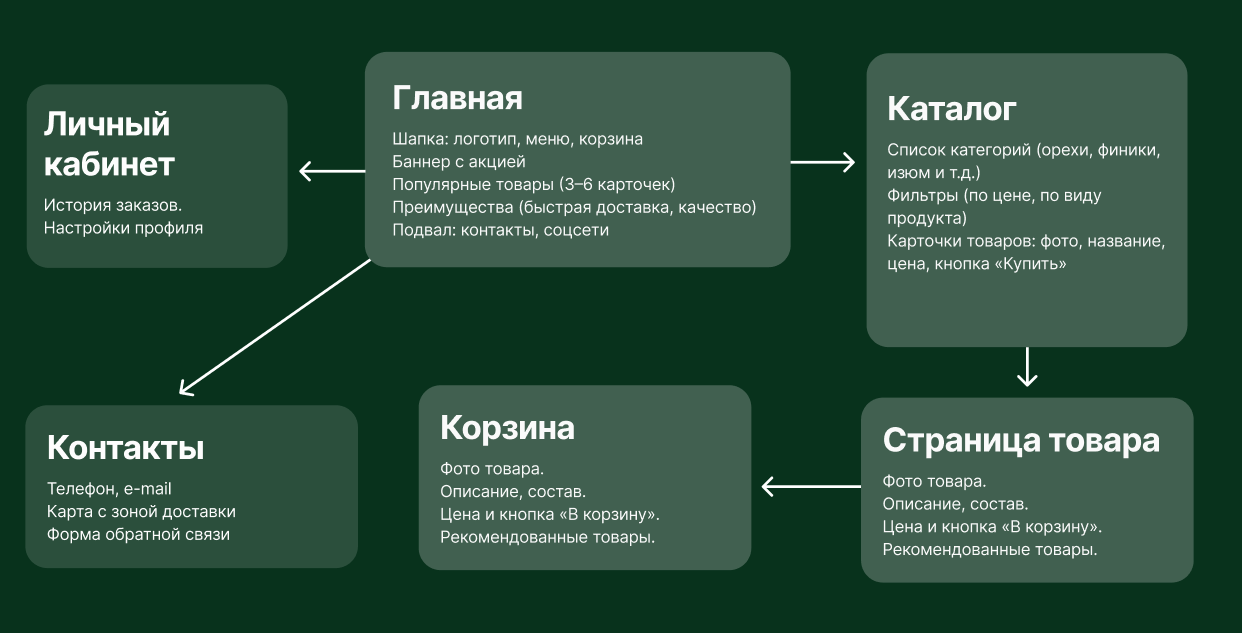 Личный
кабинет
История заказов.
Настройки профиля
Главная
Шапка: логотип, меню, корзина
Баннер с акцией
Популярные товары (3–6 карточек)
Преимущества (быстрая доставка, качество)
Подвал: контакты, соцсети
Каталог
Список категорий (орехи, финики,
изюм и т.д.)
Фильтры (по цене, по виду
продукта)
Карточки товаров: фото, название,
цена, кнопка «Купить»
Контакты
Телефон, e-mail
Карта с зоной доставки
Форма обратной связи
Корзина
Фото товара.
Описание, состав.
Цена и кнопка «В корзину».
Рекомендованные товары.
Страница товара
Фото товара.
Описание, состав.
Цена и кнопка «В корзину».
Рекомендованные товары.